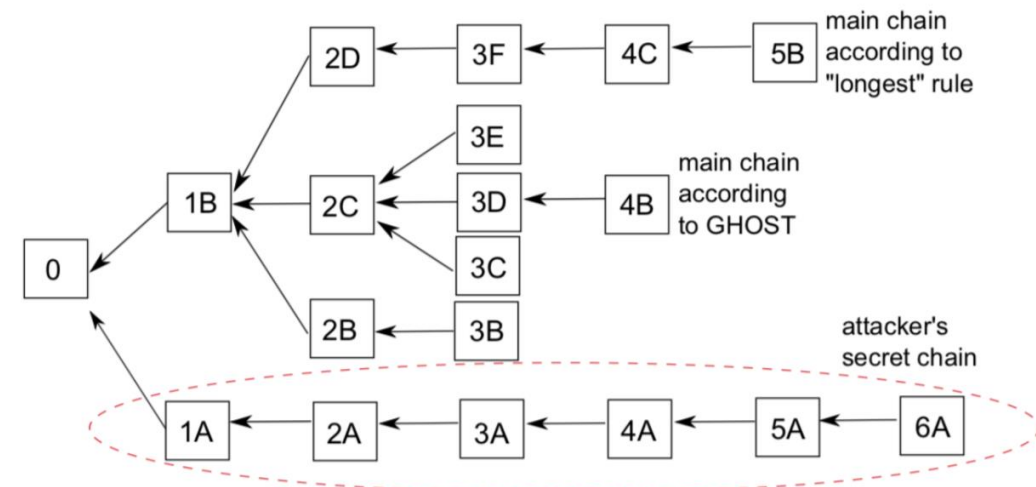 main chain
according to
"longest" rule
2D
3F
4C
5B
3E
main chain
according
to GHOST
1B
2C
3D
4B
0
3C
2B
3B
attacker's
secret chain
1A
2A
3A
4A
5A
6A